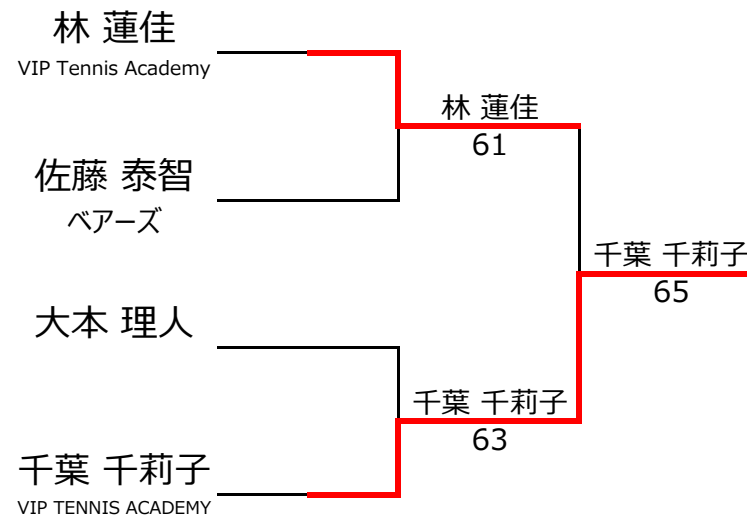 林 蓮佳
VIP Tennis Academy
林 蓮佳
61
佐藤 泰智
ベアーズ
千葉 千莉子
65
大本 理人
千葉 千莉子
63
千葉 千莉子
VIP TENNIS ACADEMY